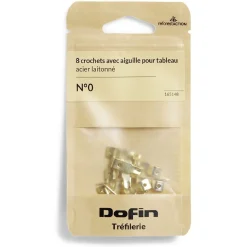 8 crochets avec aiguille pour tableau
acier laitonné
N°0
Dofin
Tréfilerie